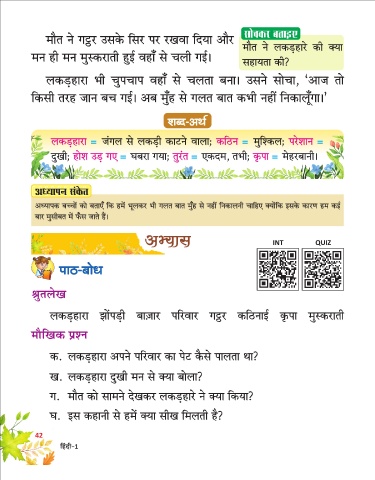 मौत ने गट्ठर उसके सिर पर रखवा दिया और
मन ही मन मुस्कराती हुई वहाँ से चली गई।
सोचकर बताइए
मौत ने लकड़हारे की क्या
सहायता की?
लकड़हारा भी चुपचाप वहाँ से चलता बना। उसने सोचा, ‘आज तो
किसी तरह जान बच गई। अब मुँह से गलत बात कभी नहीं निकालूँगा।’
शब्द-अर्थ
लकड़हारा = जंगल से लकड़ी काटने वाला; कठिन = मुश्किल; परेशान =
दुखी; होश उड़ गए = घबरा गया; तुरंत = एकदम, तभी; कृपा = मेहरबानी।
अध्यापन संकेत
अध्यापक बच्चों को बताएँ कि हमें भूलकर भी गलत बात मुँह से नहीं निकालनी चाहिए क्योंकि इसके कारण हम कई
बार मुसीबत में फँस जाते हैं।
अभ्यास
INT QUIZ
पाठ-बोध
श्रुतलेख
लकड़हारा झोंपड़ी बाज़ार परिवार गट्ठर कठिनाई कृपा मुस्कराती
मौखिक प्रश्न
क. लकड़हारा अपने परिवार का पेट कैसे पालता था?
ख. लकड़हारा दुखी मन से क्या बोला?
ग. मौत को सामने देखकर लकड़हारे ने क्या किया?
घ. इस कहानी से हमें क्या सीख मिलती है?
42
हिंदी-1